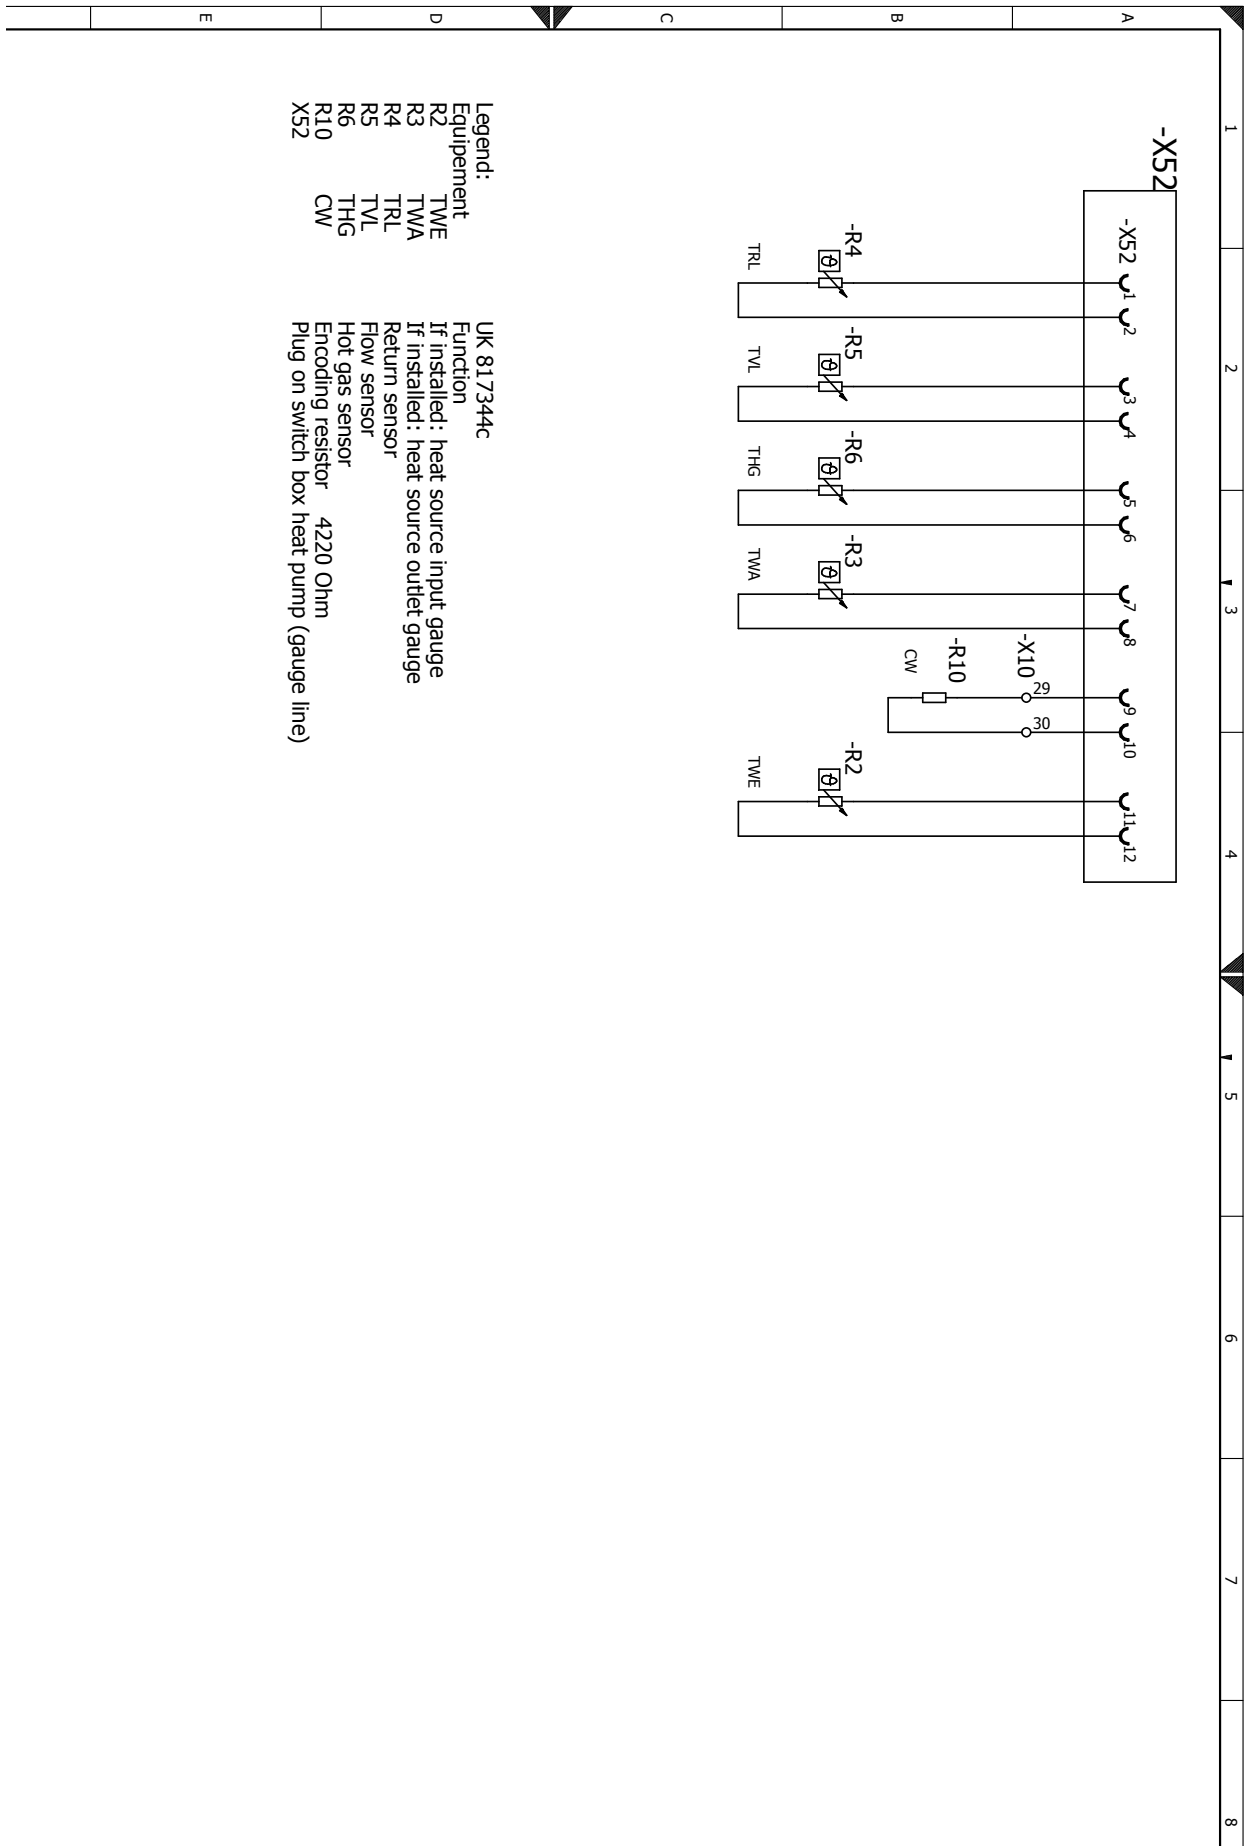 1
2
3
4
5
6
7
8
A
B
C
D
E
-X52
-X52
1
2
3
4
5
6
7
8
9
10
11
12
-X10
29
30
-R4
-R5
-R6
-R3
-R10
-R2
TRL
TVL
THG
TWA
CW
TWE
Legend: UK 817344c
Equipement Function
R2 TWE If installed: heat source input gauge
R3 TWA If installed: heat source outlet gauge
R4 TRL Return sensor
R5 TVL Flow sensor
R6 THG Hot gas sensor
R10 CW Encoding resistor 4220 Ohm
X52 Plug on switch box heat pump (gauge line)